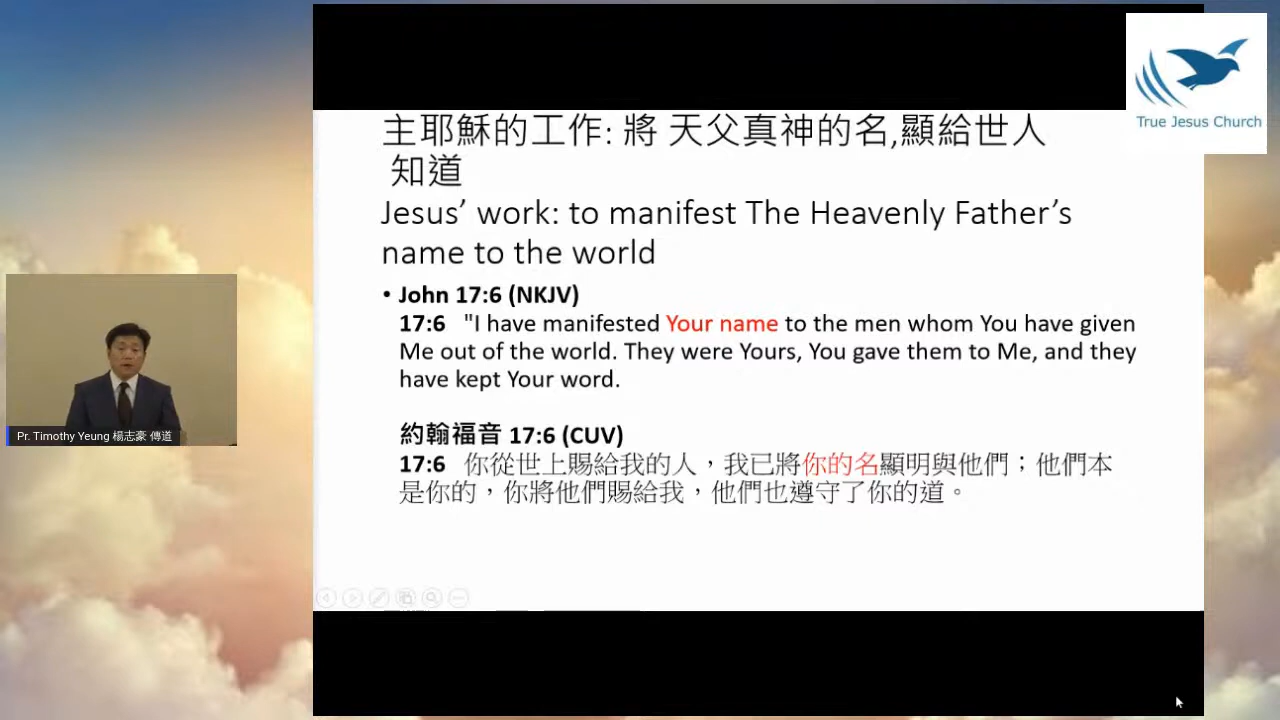 True Jesus Church
主耶穌的工作: 將 天父真神的名,顯給世人
知道
Jesus’ work: to manifest The Heavenly Father’s
name to the world
• John 17:6 (NKJV)
17:6 "I have manifested Your name to the men whom You have given
Me out of the world. They were Yours, You gave them to Me, and they
have kept Your word.
約翰福音 17:6 (CUV)
17:6 你從世上賜給我的人，我已將你的名顯明與他們；他們本
是你的，你將他們賜給我，他們也遵守了你的道。
Pr. Timothy Yeung 楊志豪 傳道